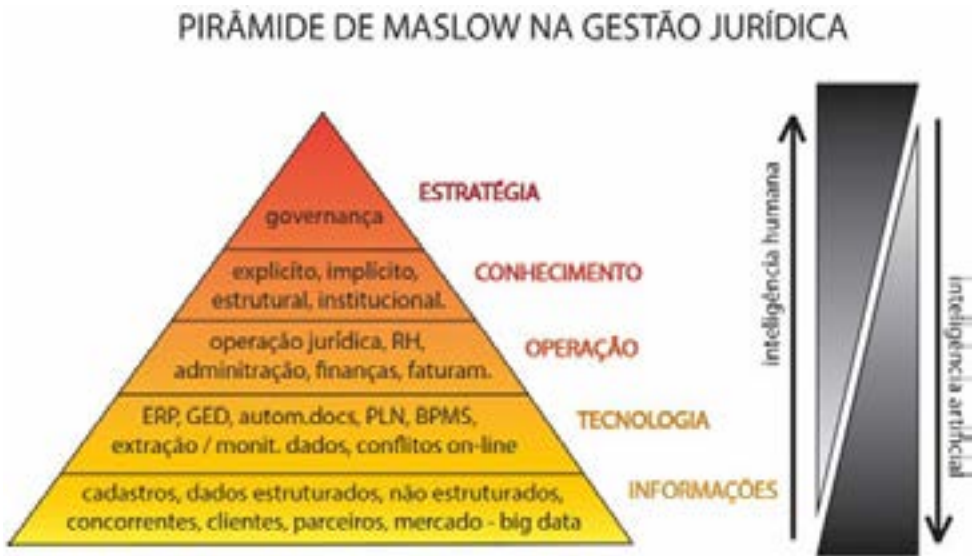 PIRÂMIDE DE MASLOW NA GESTÃO JURÍDICA
ESTRATÉGIA
governança
explicíto, implícito,
estrutural, institucional.
CONHECIMENTO
operação jurídica, RH,
adminitração, finanças, faturam.
OPERAÇÃO
ERP, GED, autom.docs, PLN, BPMS,
extração / monit. dados, conflitos on-line
TECNOLOGIA
cadastros, dados estruturados, não estruturados,
concorrentes, clientes, parceiros, mercado - big data
INFORMAÇÕES
inteligência humana
inteligência artificial